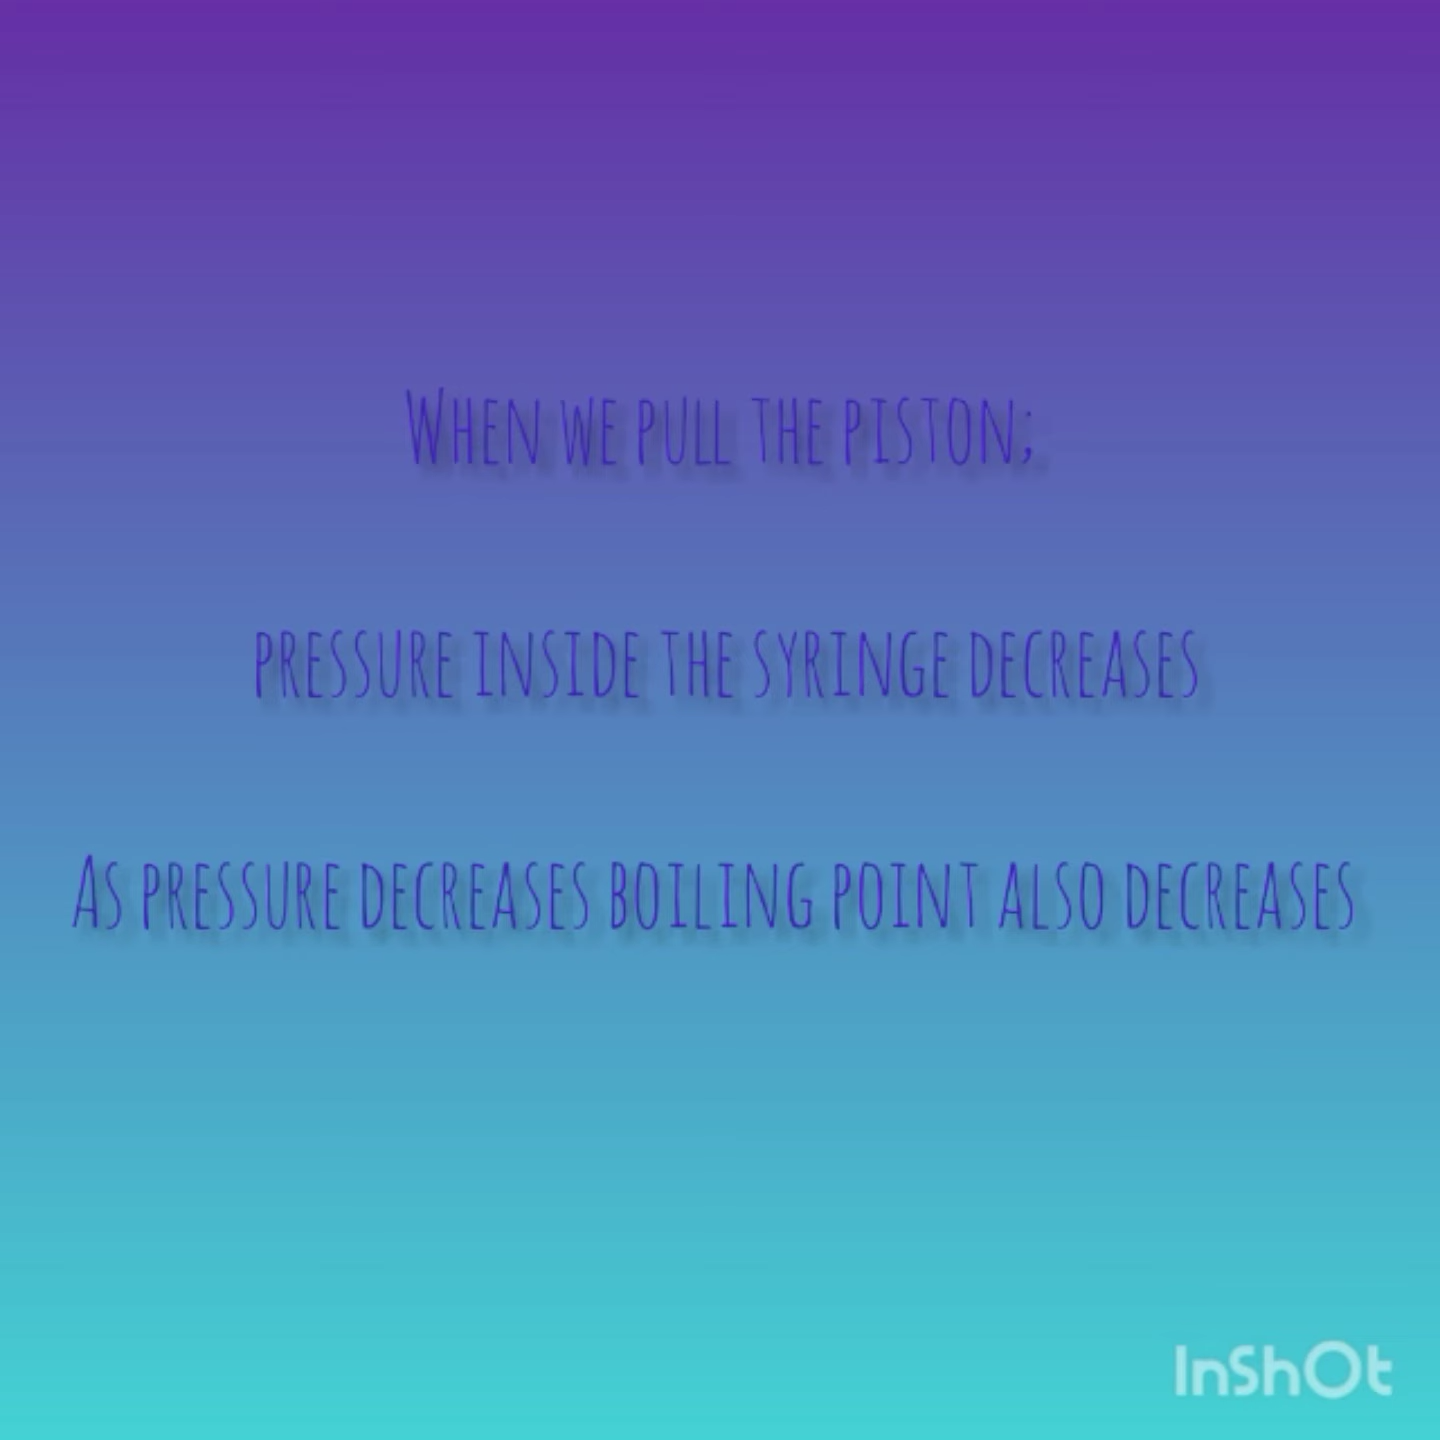 When we pull the piston;
pressure inside the syringe decreases
As pressure decreases boiling point also decreases
InShOt